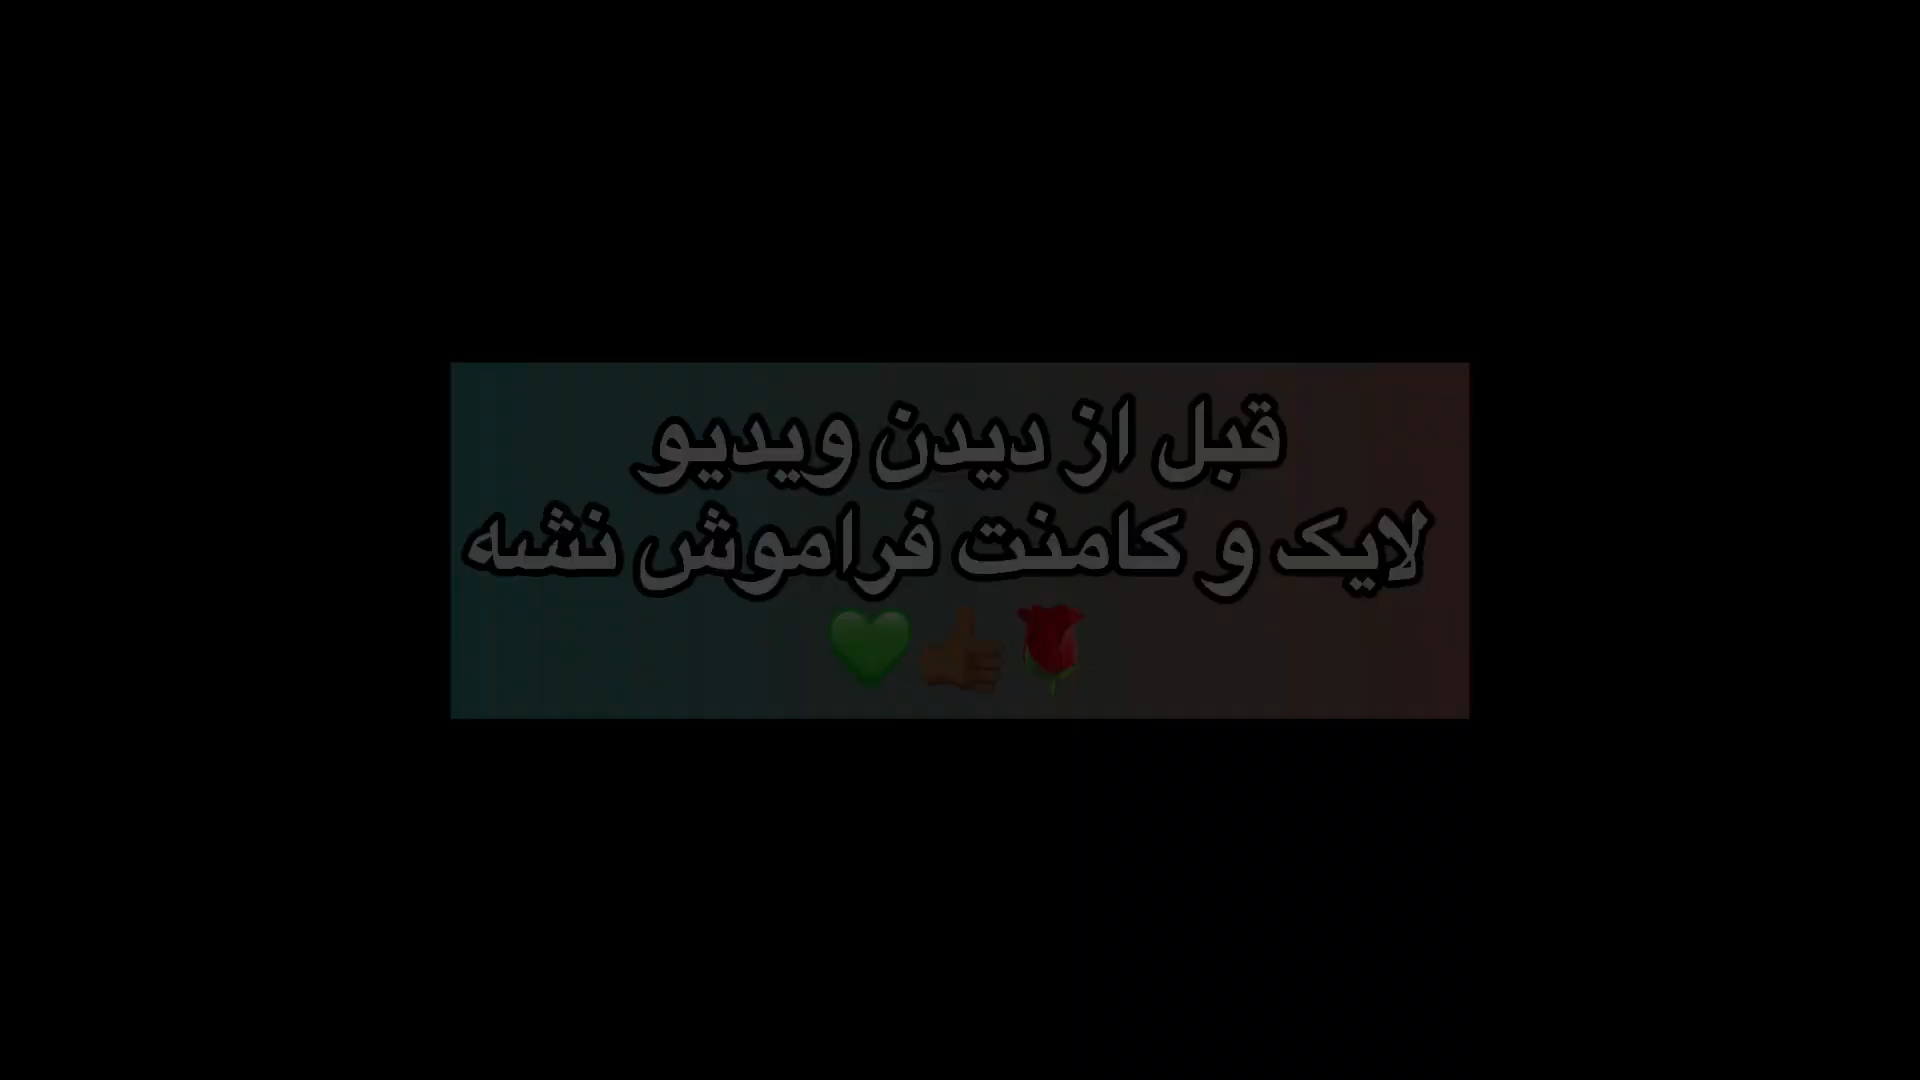 قبل از دیدن ویدیو
لایک و کامنت فراموش نشه
💚👍🏾🌹